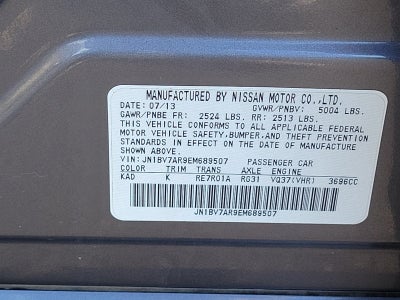 MANUFACTURED BY NISSAN MOTOR CO.,LTD.
DATE: 07/13 GVWR/PNBV: 5004 LBS.
GAWR/PNBE FR: 2524 LBS. RR: 2513 LBS.
THIS VEHICLE CONFORMS TO ALL APPLICABLE FEDERAL
MOTOR VEHICLE SAFETY,BUMPER,AND THEFT PREVENTION
STANDARDS IN EFFECT ON THE DATE OF MANUFACTURE
SHOWN ABOVE.
VIN: JN1BV7AR9EM689507 PASSENGER CAR
COLOR TRIM TRANS AXLE ENGINE
KAD K RE7R01A RG31 VQ37(VHR) 3696CC
JN1BV7AR9EM689507